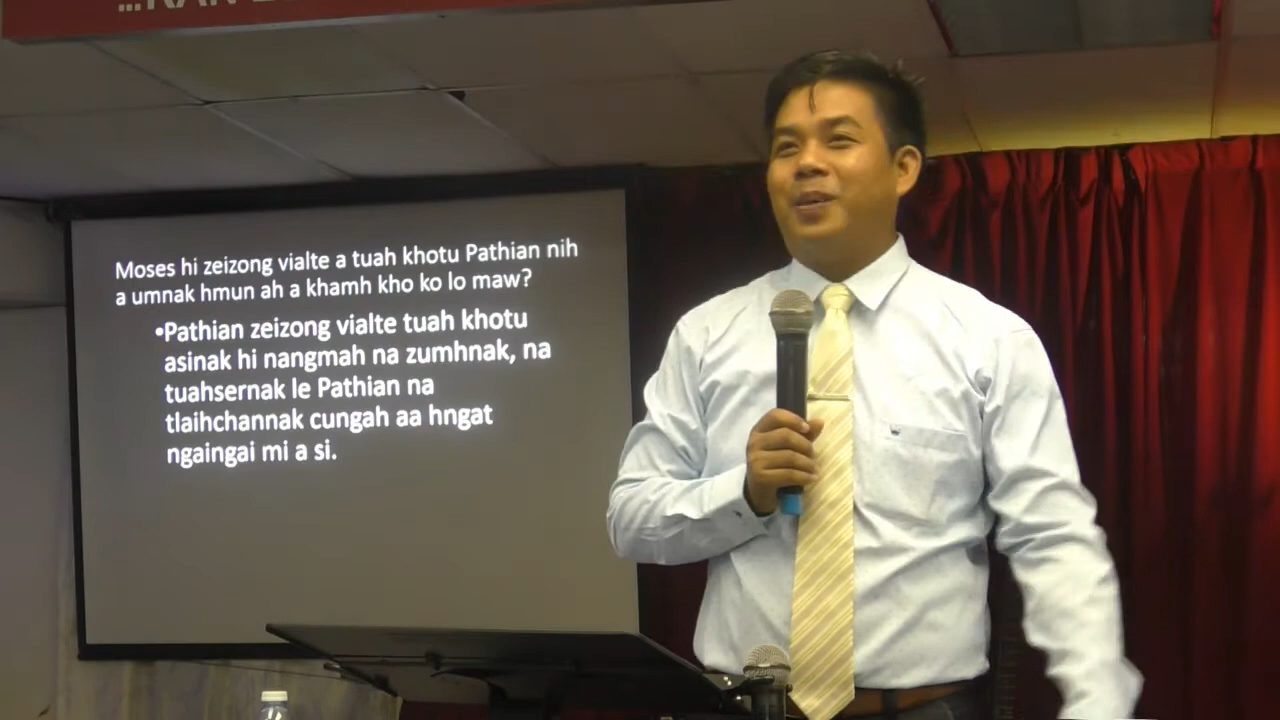 Moses hi zeizong vialte a tuah khotu Pathian nih
a umnak hmun ah a khamh kho ko lo maw?
•Pathian zeizong vialte tuah khotu
asinak hi nangmah na zumhnak, na
tuahsernak le Pathian na
tlaihchannak cungah aa hngat
ngaingai mi a si.